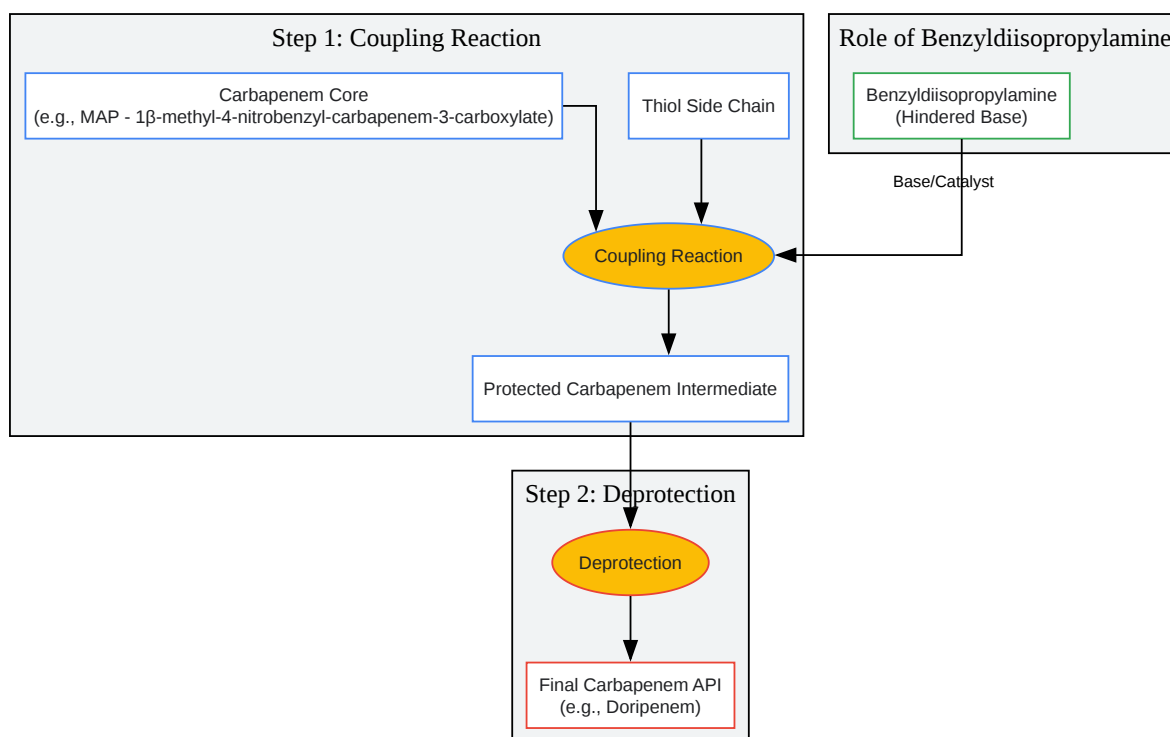 Step 1: Coupling Reaction
Role of Benzyldiisopropylamine
Carbapenem Core
(e.g., MAP - 1β-methyl-4-nitrobenzyl-carbapenem-3-carboxylate)
Thiol Side Chain
Benzyldiisopropylamine
(Hindered Base)
Base/Catalyst
Coupling Reaction
Protected Carbapenem Intermediate
Step 2: Deprotection
Deprotection
Final Carbapenem API
(e.g., Doripenem)